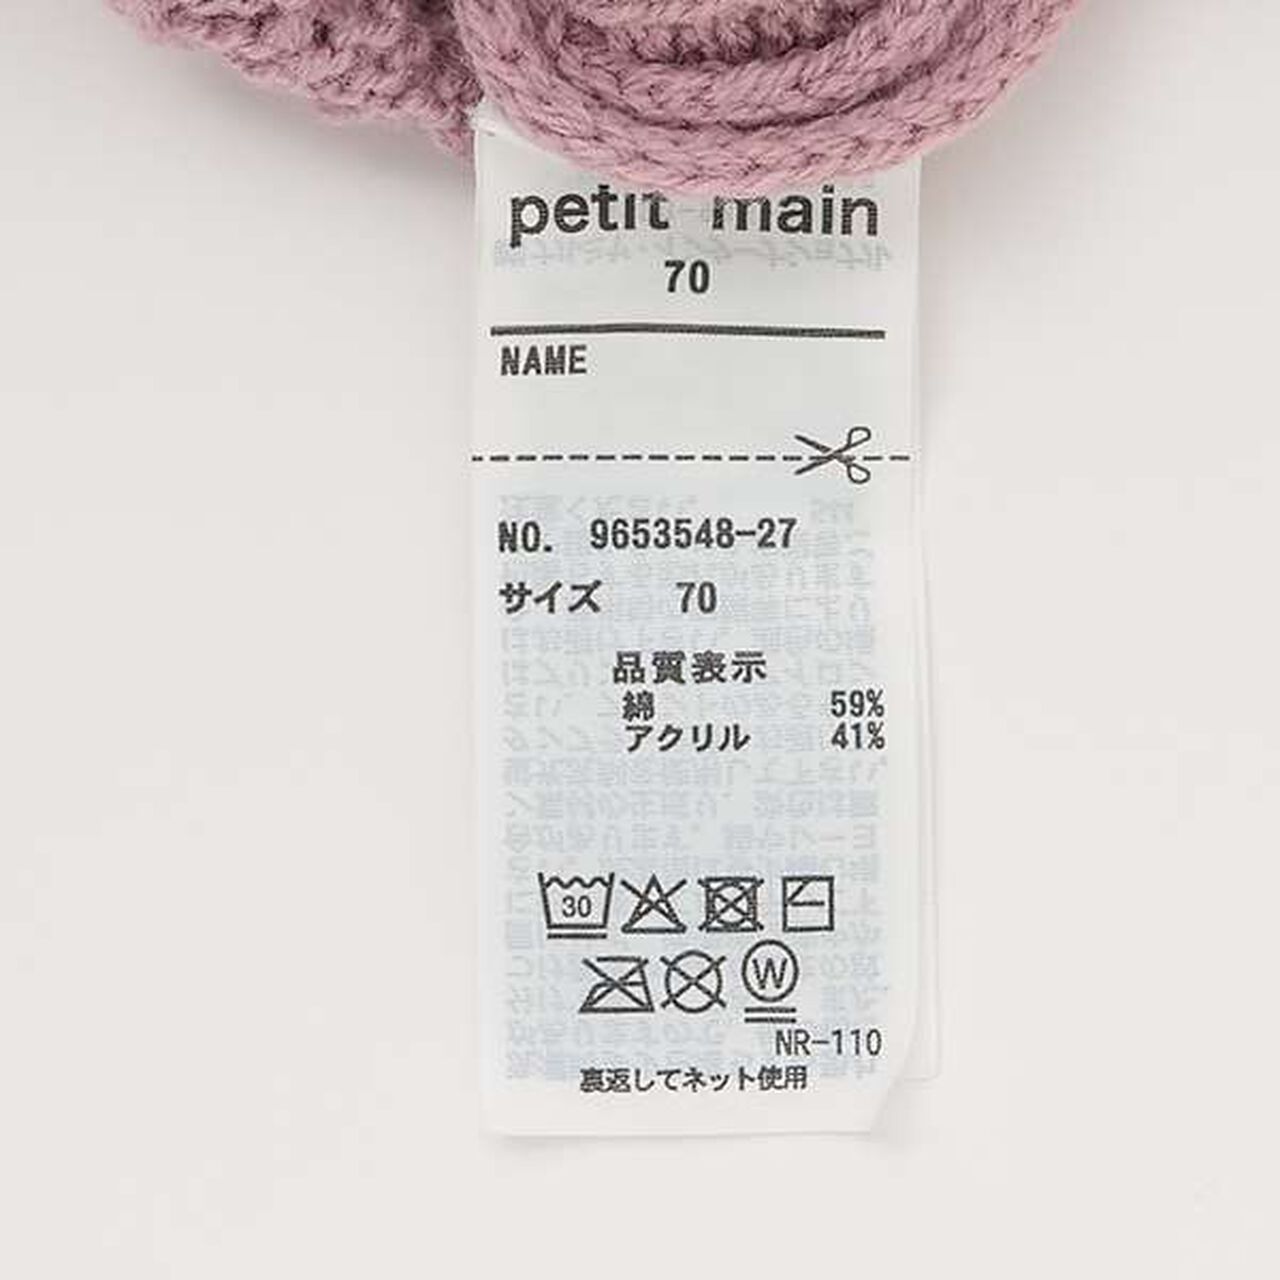 petit main
70
NAME
NO. 9653548-27
サイズ 70
品質表示
綿 59%
アクリル 41%
30
W
NR-110
裏返してネット使用